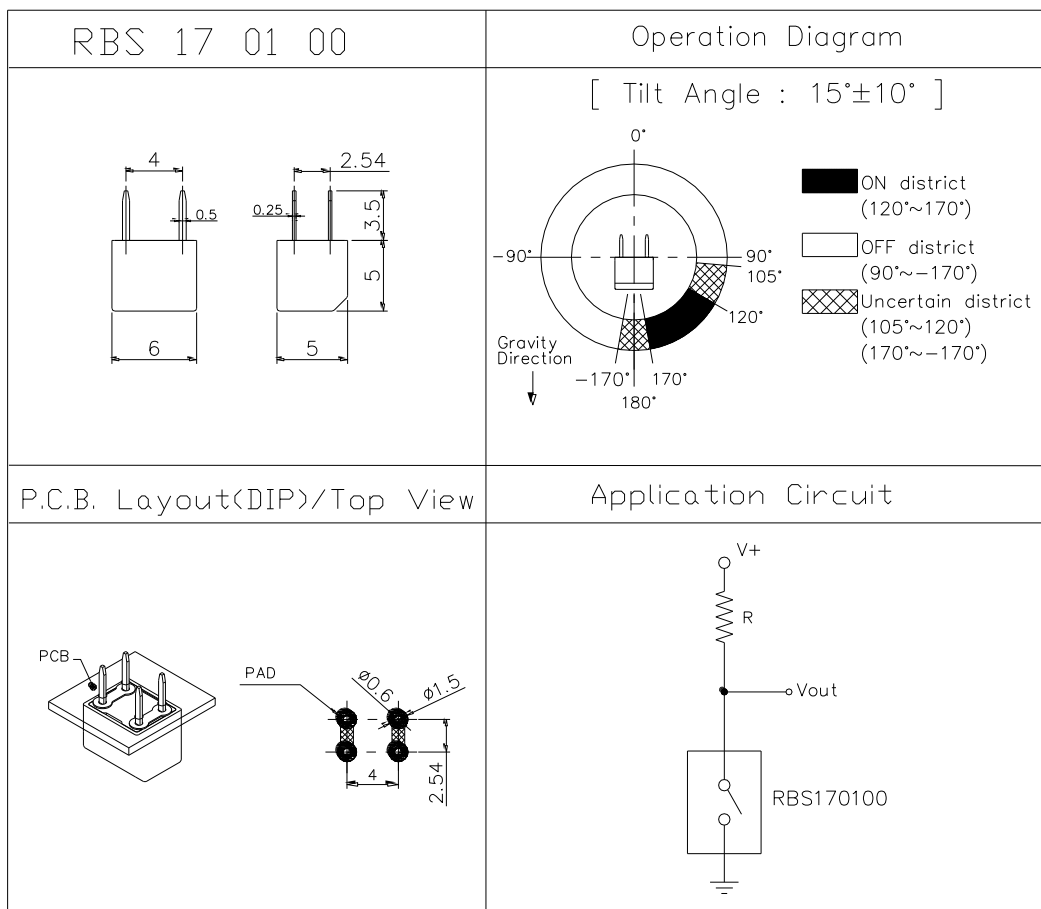 RBS 17 01 00
4
2.54
0.25
0.5
3.5
5
6
5
Operation Diagram
[ Tilt Angle : 15°±10° ]
0°
-90°
90°
105°
120°
-170°
170°
180°
Gravity
Direction
ON district
(120°~170°)
OFF district
(90°~-170°)
Uncertain district
(105°~120°)
(170°~-170°)
P.C.B. Layout(DIP)/Top View
PCB
PAD
ø0.6
ø1.5
4
2.54
Application Circuit
V+
R
Vout
RBS170100